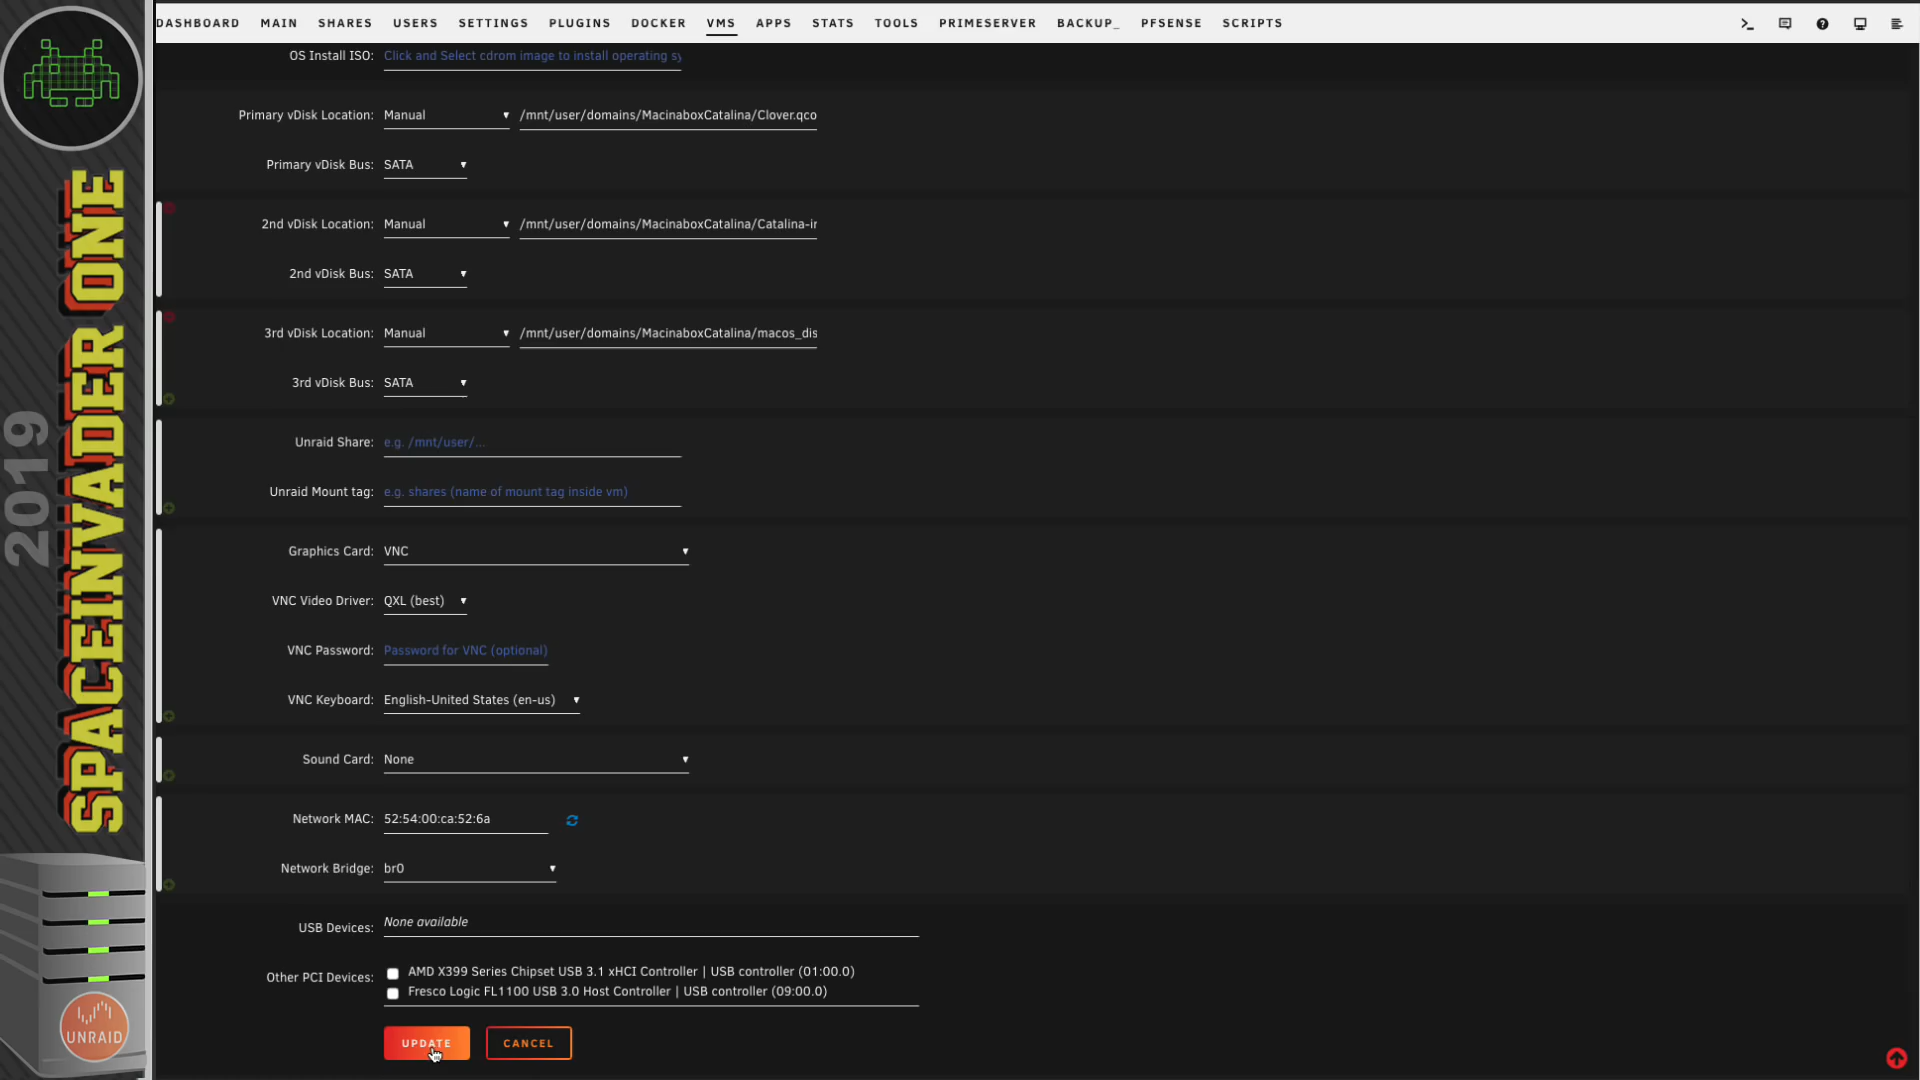 DASHBOARD MAIN SHARES USERS SETTINGS PLUGINS DOCKER VMS APPS STATS TOOLS PRIMESERVER BACKUP_ PFSENSE SCRIPTS
OS Install ISO: Click and Select cdrom image to install operating sy
Primary vDisk Location: Manual /mnt/user/domains/MacinaboxCatalina/Clover.qco
Primary vDisk Bus: SATA
2nd vDisk Location: Manual /mnt/user/domains/MacinaboxCatalina/Catalina-ir
2nd vDisk Bus: SATA
3rd vDisk Location: Manual /mnt/user/domains/MacinaboxCatalina/macos_dis
3rd vDisk Bus: SATA
Unraid Share: e.g. /mnt/user/...
Unraid Mount tag: e.g. shares (name of mount tag inside vm)
Graphics Card: VNC
VNC Video Driver: QXL (best)
VNC Password: Password for VNC (optional)
VNC Keyboard: English-United States (en-us)
Sound Card: None
Network MAC: 52:54:00:ca:52:6a
Network Bridge: br0
USB Devices: None available
Other PCI Devices: AMD X399 Series Chipset USB 3.1 xHCI Controller | USB controller (01:00.0)
Fresco Logic FL1100 USB 3.0 Host Controller | USB controller (09:00.0)
UPDATE CANCEL
2019
SPACEINVADER ONE
UNRAID